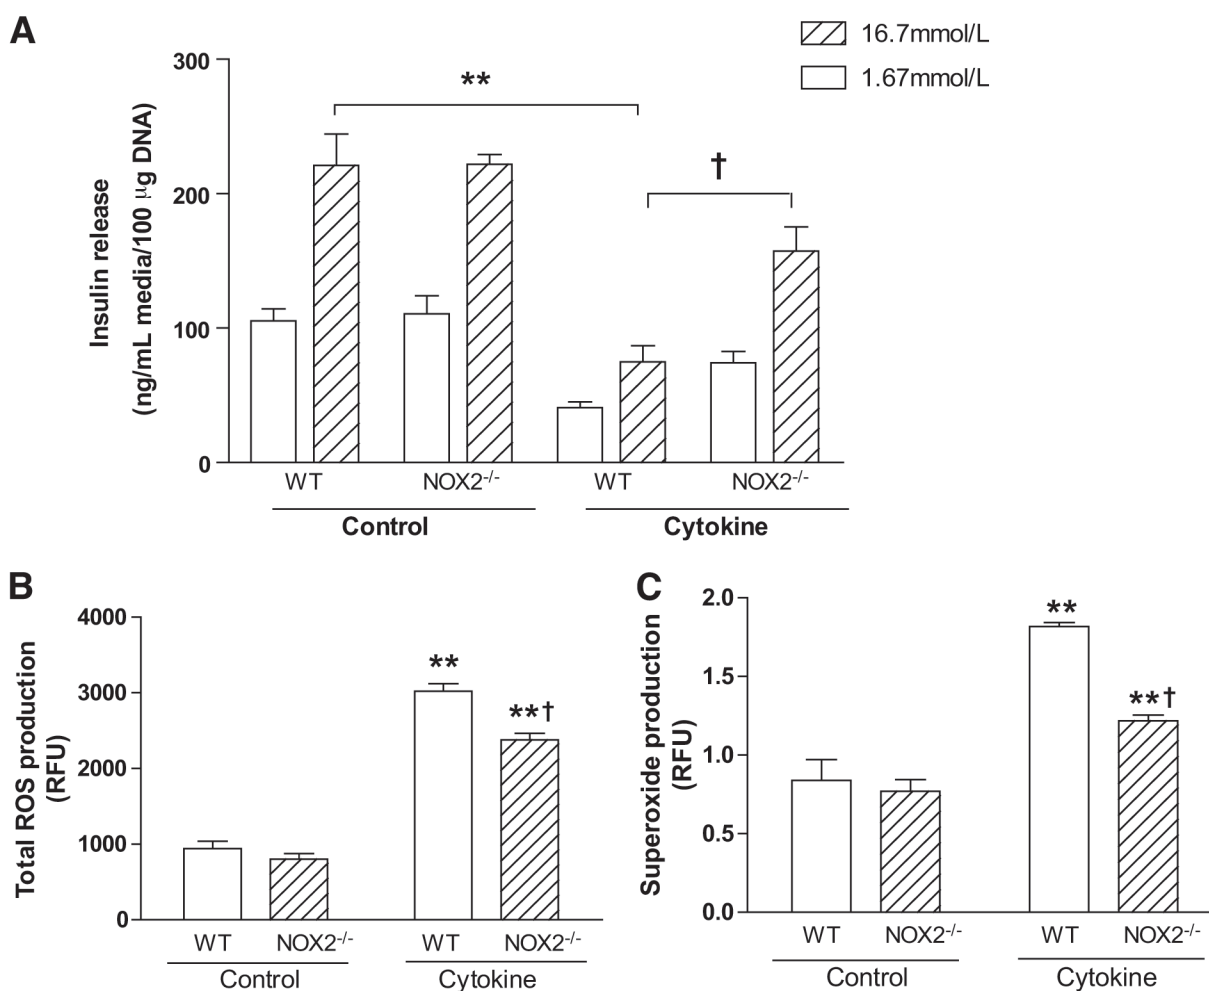 A
16.7mmol/L
1.67mmol/L
Insulin release
(ng/mL media/100 μg DNA)
300
200
100
0
**
†
WT NOX2-/- WT NOX2-/-
Control Cytokine
B
Total ROS production
(RFU)
4000
3000
2000
1000
0
**
**†
WT NOX2-/- WT NOX2-/-
Control Cytokine
C
Superoxide production
(RFU)
2.0
1.5
1.0
0.5
0.0
**
**†
WT NOX2-/- WT NOX2-/-
Control Cytokine